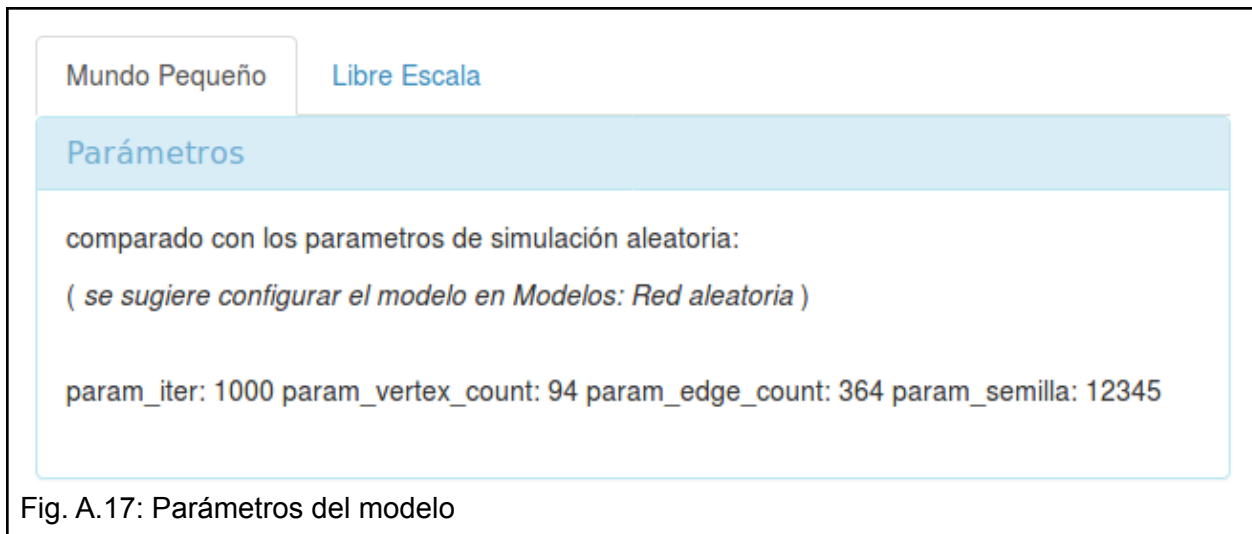 Mundo Pequeño
Libre Escala
Parámetros
comparado con los parametros de simulación aleatoria:
( se sugiere configurar el modelo en Modelos: Red aleatoria )
param_iter: 1000 param_vertex_count: 94 param_edge_count: 364 param_semilla: 12345
Fig. A.17: Parámetros del modelo